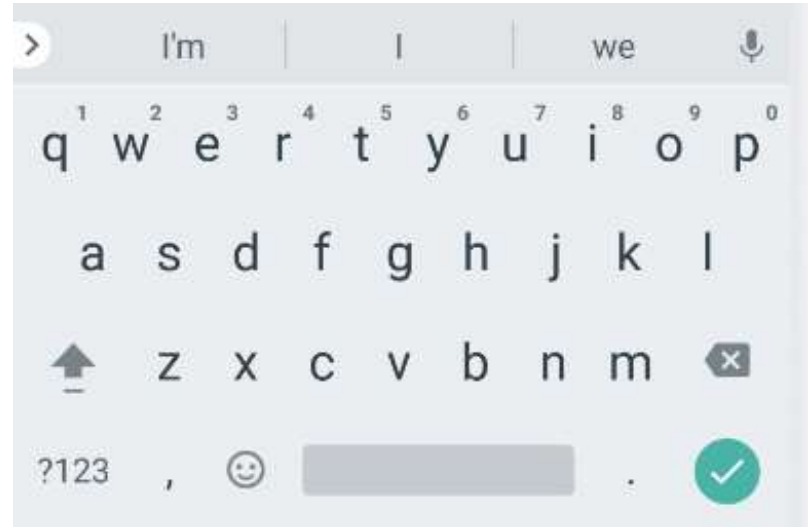 I'm I we
q 1 w 2 e 3 r 4 t 5 y 6 u 7 i 8 o 9 p 0
a s d f g h j k l
z x c v b n m
?123 , .